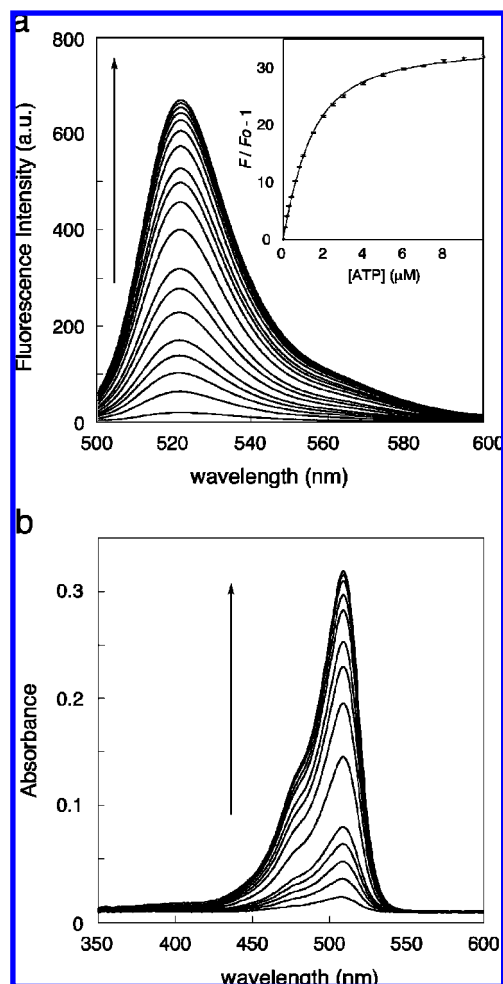 a
800
600
400
200
0
Fluorescence Intensity (a.u.)
500 520 540 560 580 600
wavelength (nm)
30
20
10
0
F / Fo - 1
0 2 4 6 8
[ATP] (μM)
b
0.3
0.2
0.1
0
Absorbance
350 400 450 500 550 600
wavelength (nm)